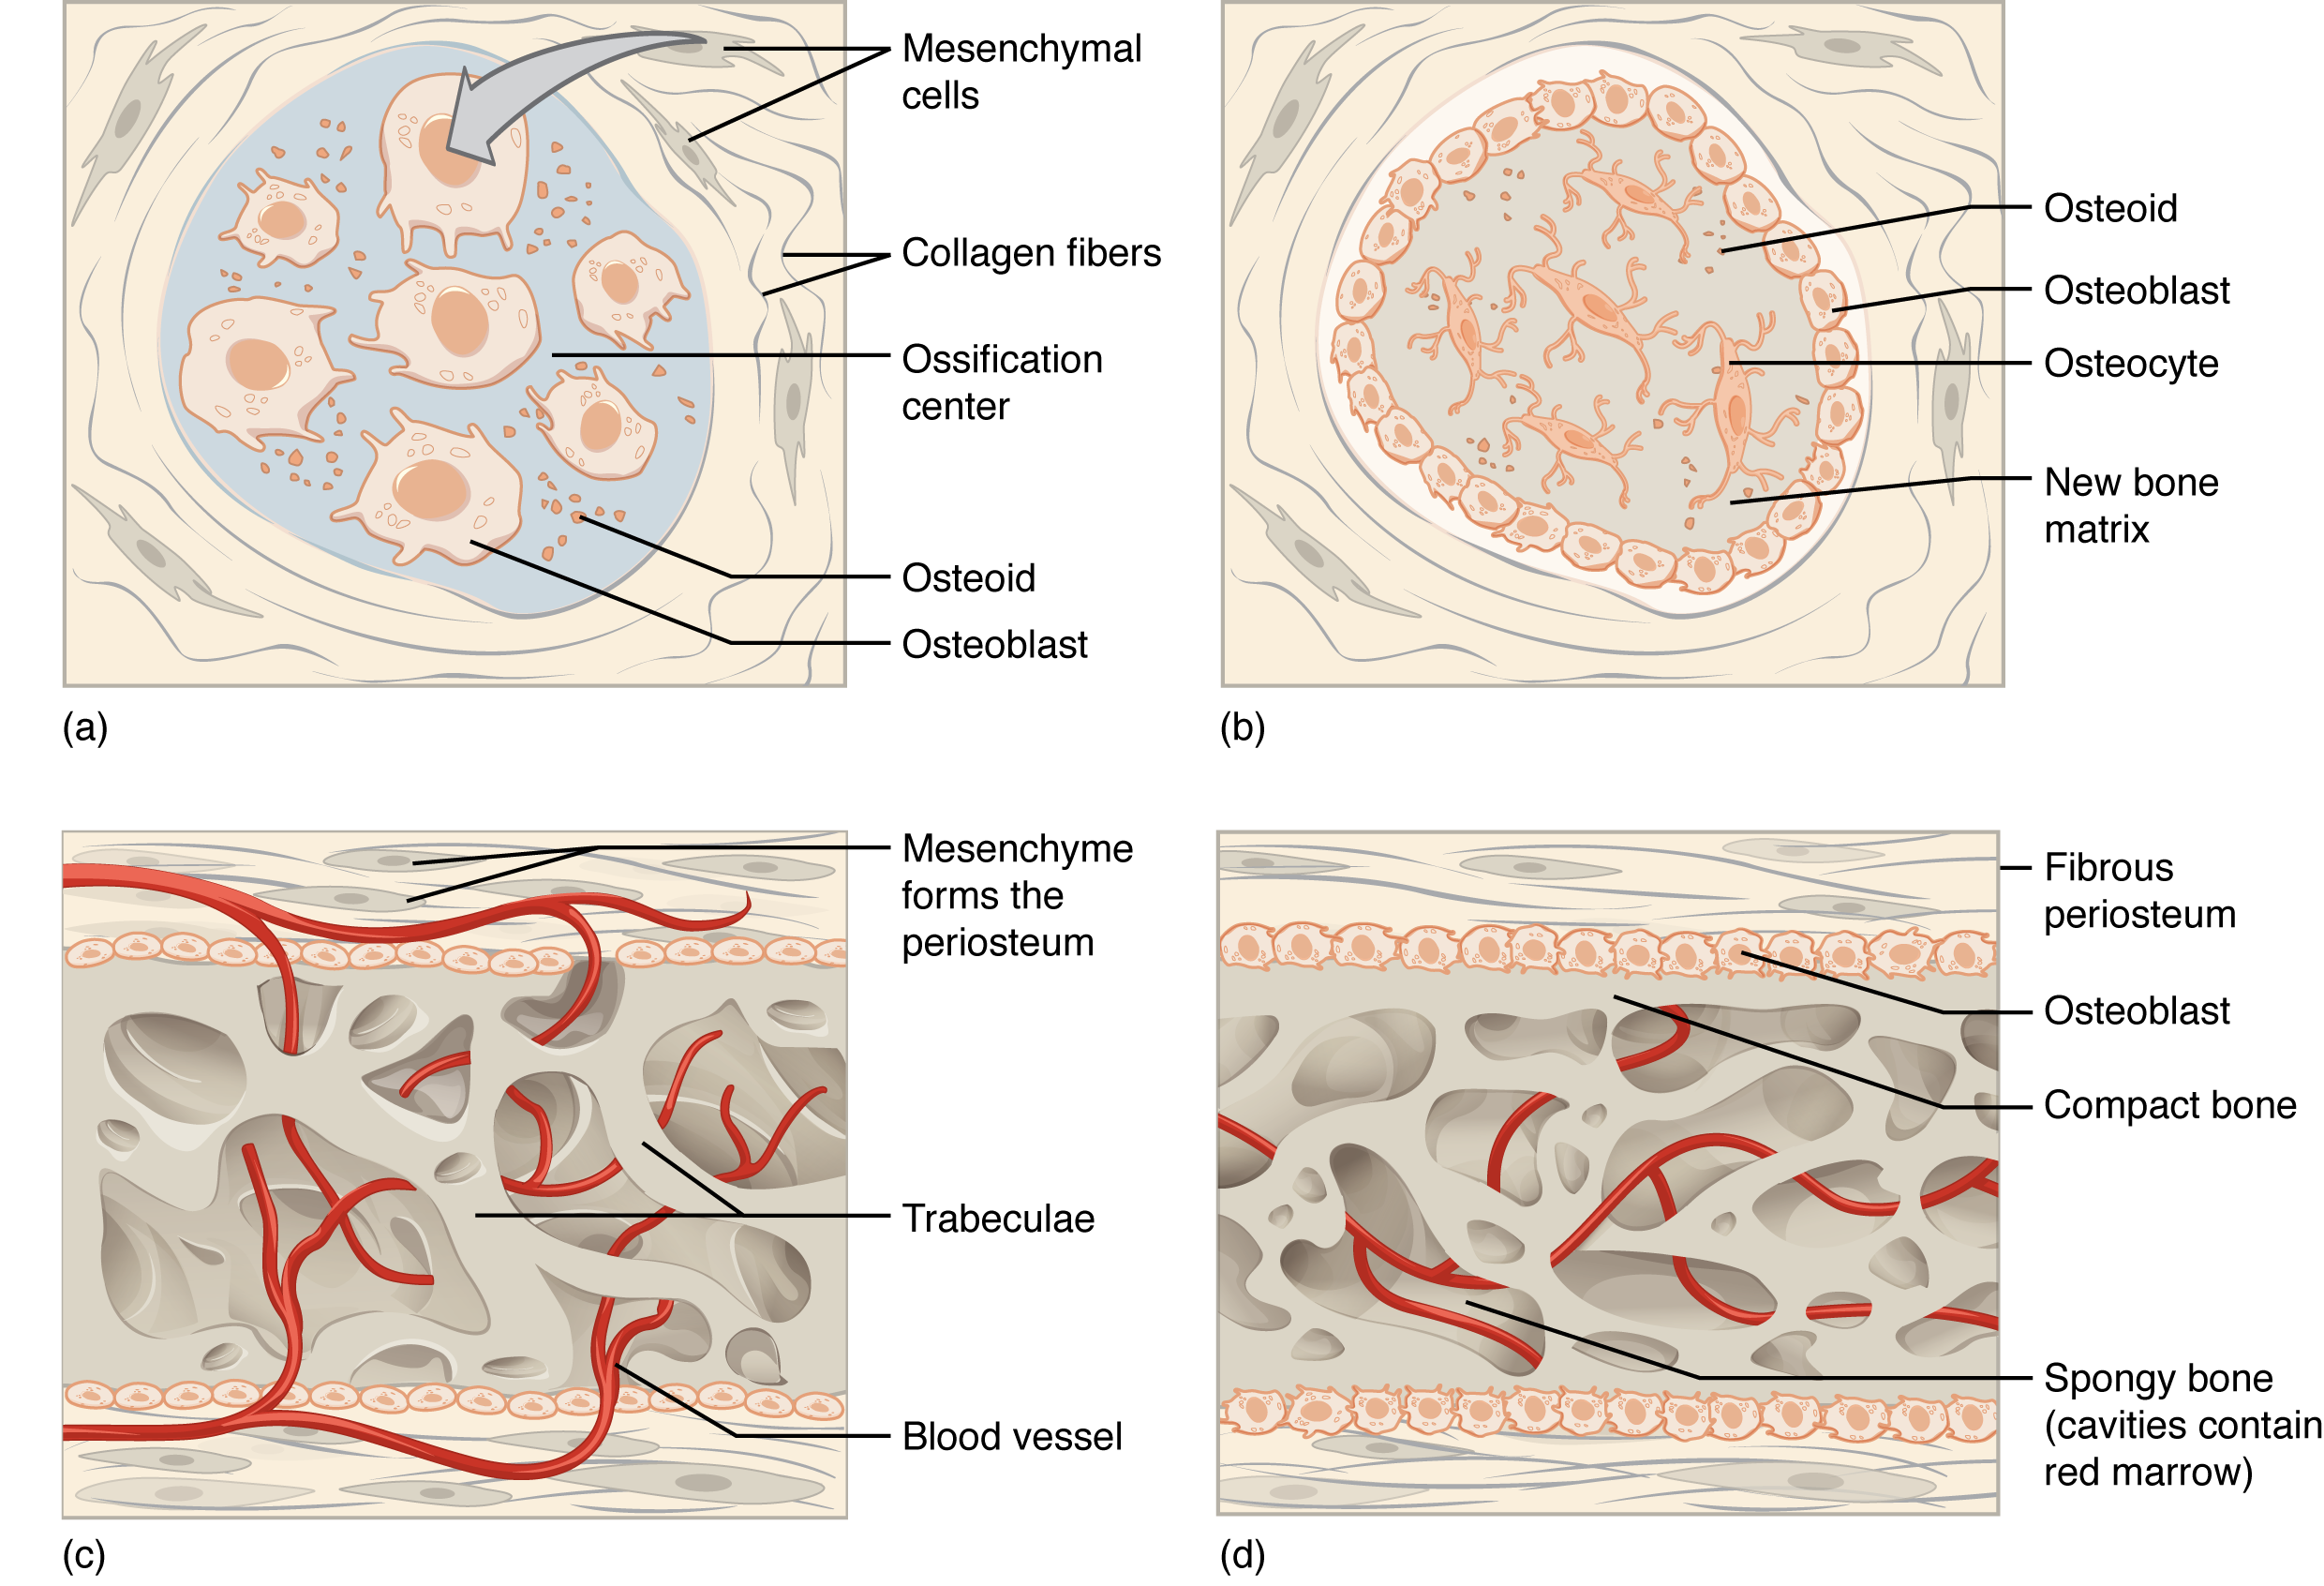 Mesenchymal
cells
Collagen fibers
Ossification
center
Osteoid
Osteoblast
(a)
Osteoid
Osteoblast
Osteocyte
New bone
matrix
(b)
Mesenchyme
forms the
periosteum
Trabeculae
Blood vessel
(c)
Fibrous
periosteum
Osteoblast
Compact bone
Spongy bone
(cavities contain
red marrow)
(d)